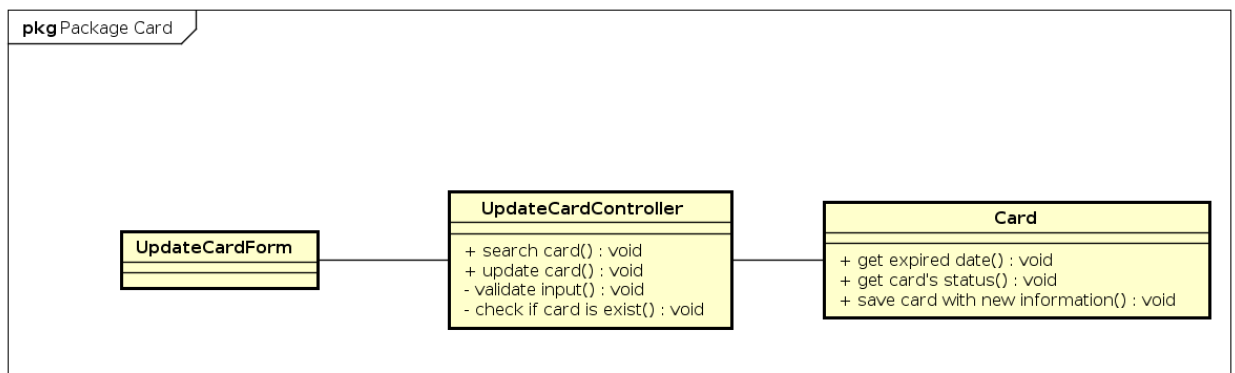 pkg Package Card
UpdateCardForm
UpdateCardController
+ search card() : void
+ update card() : void
- validate input() : void
- check if card is exist() : void
Card
+ get expired date() : void
+ get card's status() : void
+ save card with new information() : void